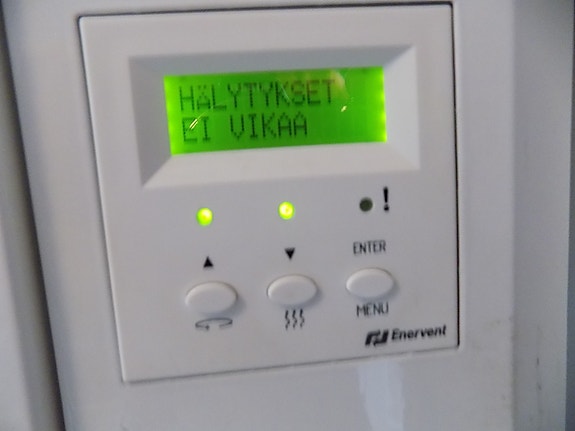 HÄLYTYKSET
EI VIKAA
!
ENTER
MENU
Enervent